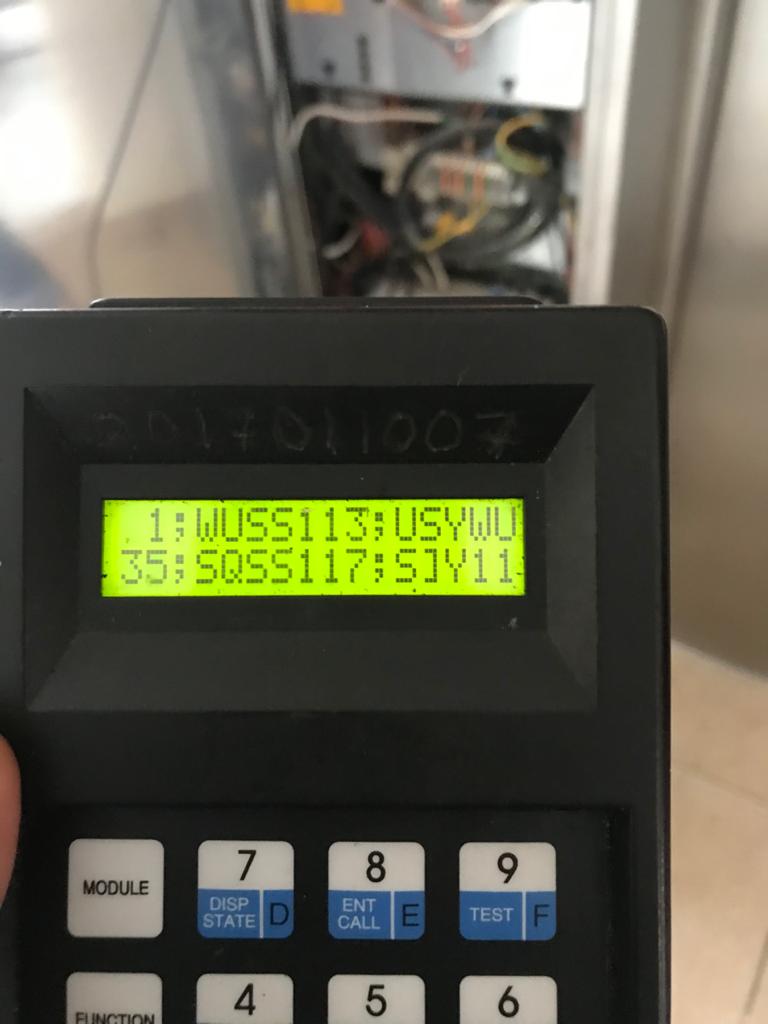 2017011007
1;WUSS113;USYWU
35;SQSS117;SJY11
MODULE
7
DISP STATE D
8
ENT CALL E
9
TEST F
FUNCTION
4
5
6